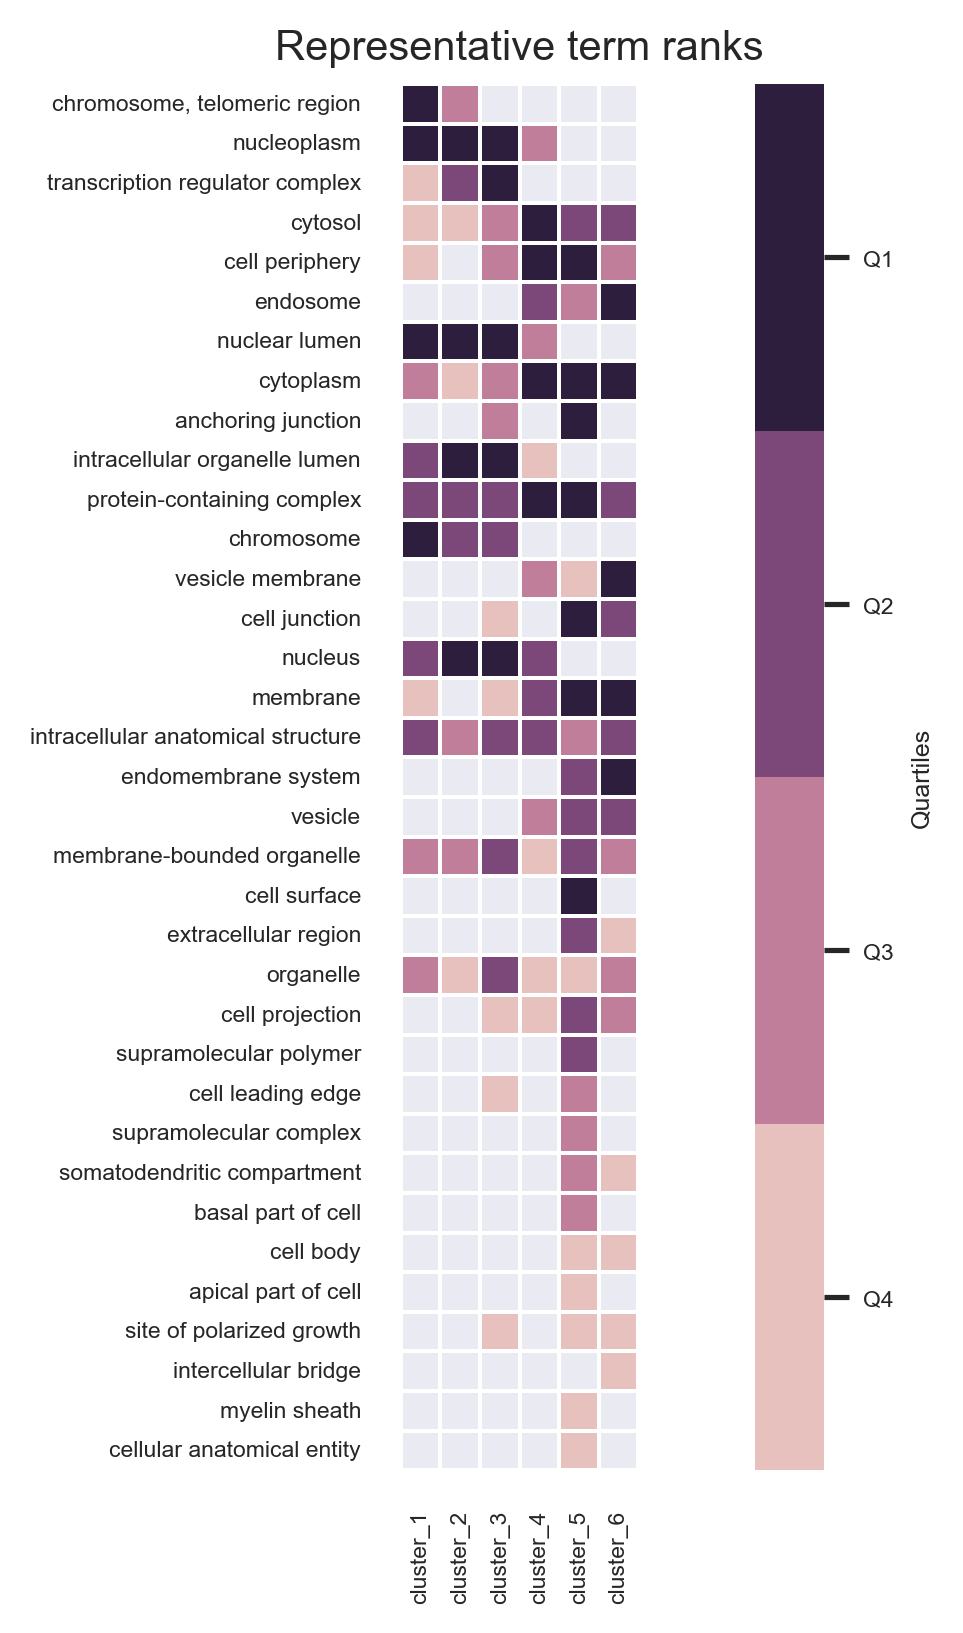 Representative term ranks
chromosome, telomeric region
nucleoplasm
transcription regulator complex
cytosol
cell periphery
endosome
nuclear lumen
cytoplasm
anchoring junction
intracellular organelle lumen
protein-containing complex
chromosome
vesicle membrane
cell junction
nucleus
membrane
intracellular anatomical structure
endomembrane system
vesicle
membrane-bounded organelle
cell surface
extracellular region
organelle
cell projection
supramolecular polymer
cell leading edge
supramolecular complex
somatodendritic compartment
basal part of cell
cell body
apical part of cell
site of polarized growth
intercellular bridge
myelin sheath
cellular anatomical entity
cluster_1
cluster_2
cluster_3
cluster_4
cluster_5
cluster_6
Q1
Q2
Q3
Q4
Quartiles